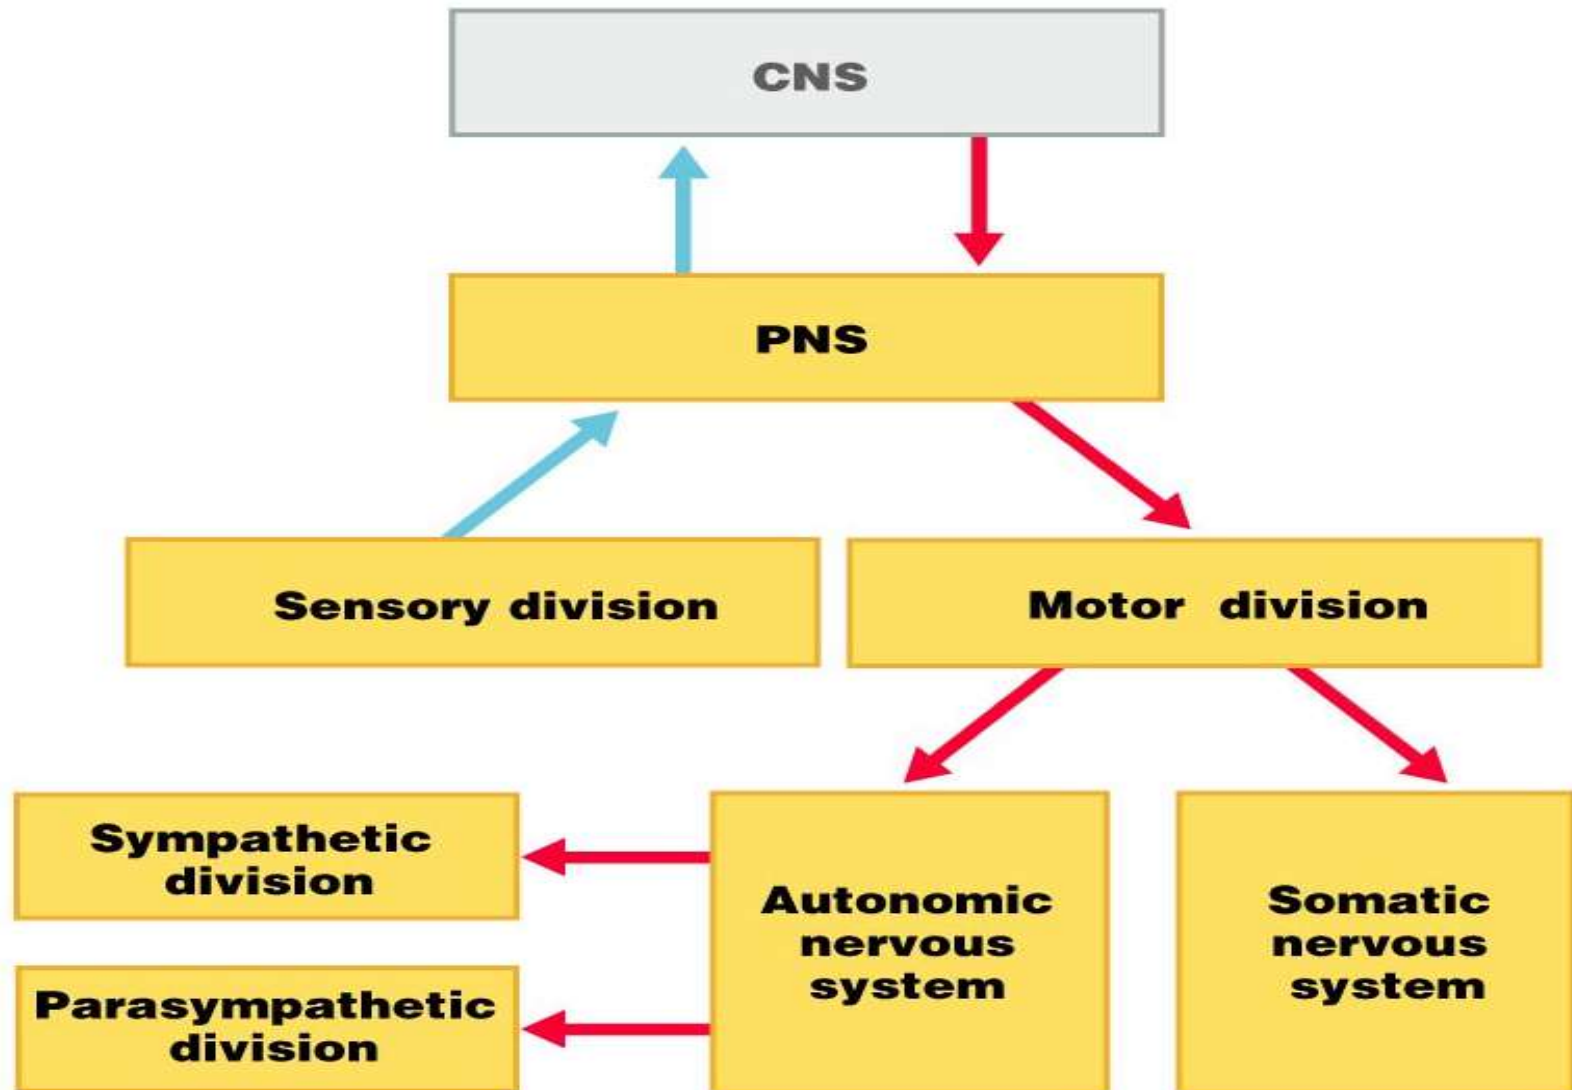 CNS
PNS
Sensory division
Motor division
Sympathetic
division
Parasympathetic
division
Autonomic
nervous
system
Somatic
nervous
system